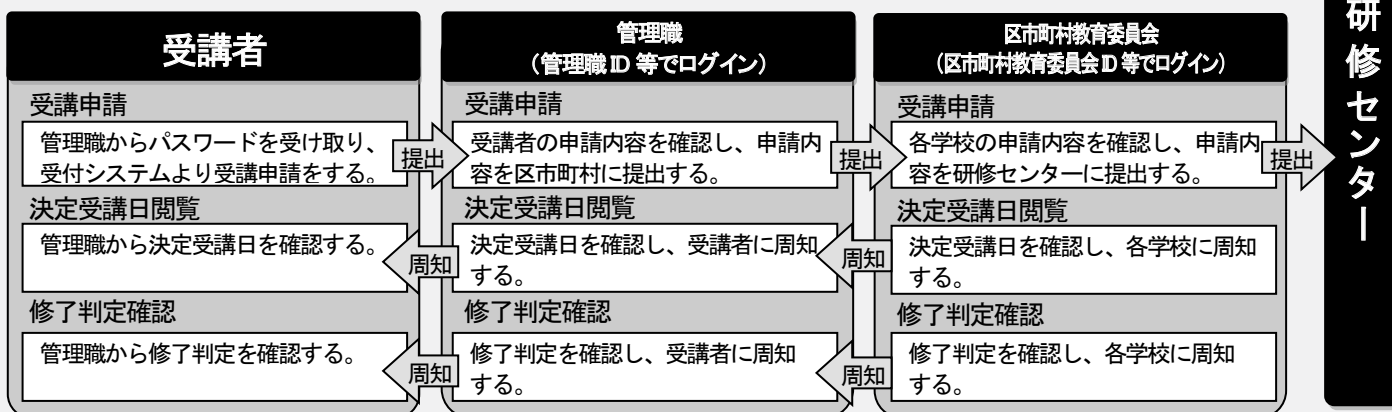 受講者
受講申請
管理職からパスワードを受け取り、
受付システムより受講申請をする。
提出
決定受講日閲覧
管理職から決定受講日を確認する。
周知
修了判定確認
管理職から修了判定を確認する。
周知
管理職
（管理職ID 等でログイン）
受講申請
受講者の申請内容を確認し、申請内
容を区市町村に提出する。
提出
決定受講日閲覧
決定受講日を確認し、受講者に周知
する。
周知
修了判定確認
修了判定を確認し、受講者に周知
する。
周知
区市町村教育委員会
（区市町村教育委員会ID 等でログイン）
受講申請
各学校の申請内容を確認し、申請内
容を研修センターに提出する。
提出
決定受講日閲覧
決定受講日を確認し、各学校に周知
する。
修了判定確認
修了判定を確認し、各学校に周知
する。
研修センター